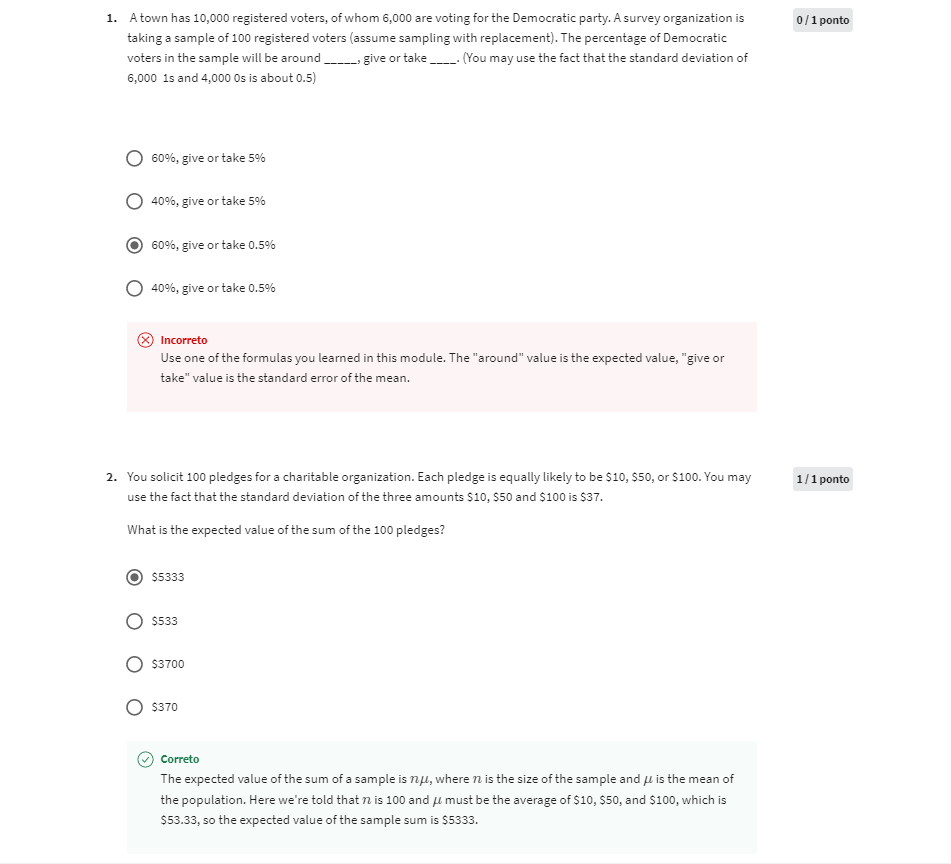 1. A town has 10,000 registered voters, of whom 6,000 are voting for the Democratic party. A survey organization is
0 / 1 ponto
taking a sample of 100 registered voters (assume sampling with replacement). The percentage of Democratic
voters in the sample will be around _____, give or take ____. (You may use the fact that the standard deviation of
6,000 1s and 4,000 0s is about 0.5)
60%, give or take 5%
40%, give or take 5%
60%, give or take 0.5%
40%, give or take 0.5%
Incorreto
Use one of the formulas you learned in this module. The "around" value is the expected value, "give or
take" value is the standard error of the mean.
2. You solicit 100 pledges for a charitable organization. Each pledge is equally likely to be $10, $50, or $100. You may
1 / 1 ponto
use the fact that the standard deviation of the three amounts $10, $50 and $100 is $37.
What is the expected value of the sum of the 100 pledges?
$5333
$533
$3700
$370
Correto
The expected value of the sum of a sample is nμ, where n is the size of the sample and μ is the mean of
the population. Here we're told that n is 100 and μ must be the average of $10, $50, and $100, which is
$53.33, so the expected value of the sample sum is $5333.